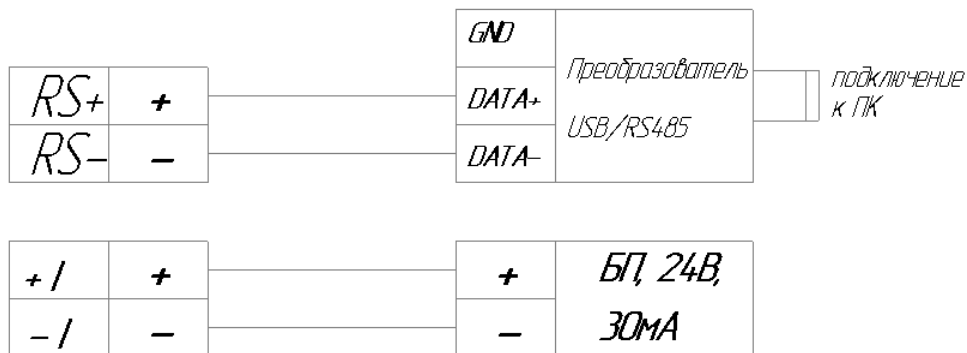 GND
Преобразователь
подключение
RS+ + DATA+
к ПК
USB/RS485
RS- - DATA-
+I + + БП, 24В,
-I - - 30мА